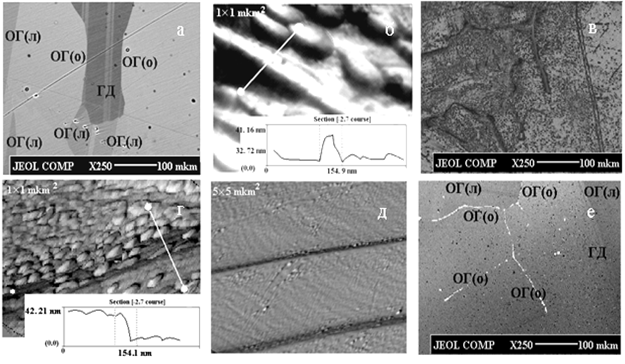 а
ОГ(л)
ОГ(о)
ОГ(о)
ГД
ОГ(л)
ОГ(л)
ОГ(л)
JEOL COMP X250 100 mkm
1×1 mkm²
б
Section [-2.7 course]
41.16 nm
32.72 nm
(0,0)
154.9 nm
в
JEOL COMP X250 100 mkm
1×1 mkm²
г
Section [-2.7 course]
42.21 nm
(0,0)
154.1 nm
5×5 mkm²
д
е
ОГ(л)
ОГ(о)
ОГ(л)
ОГ(о)
ГД
ОГ(о)
ОГ(о)
JEOL COMP X250 100 mkm